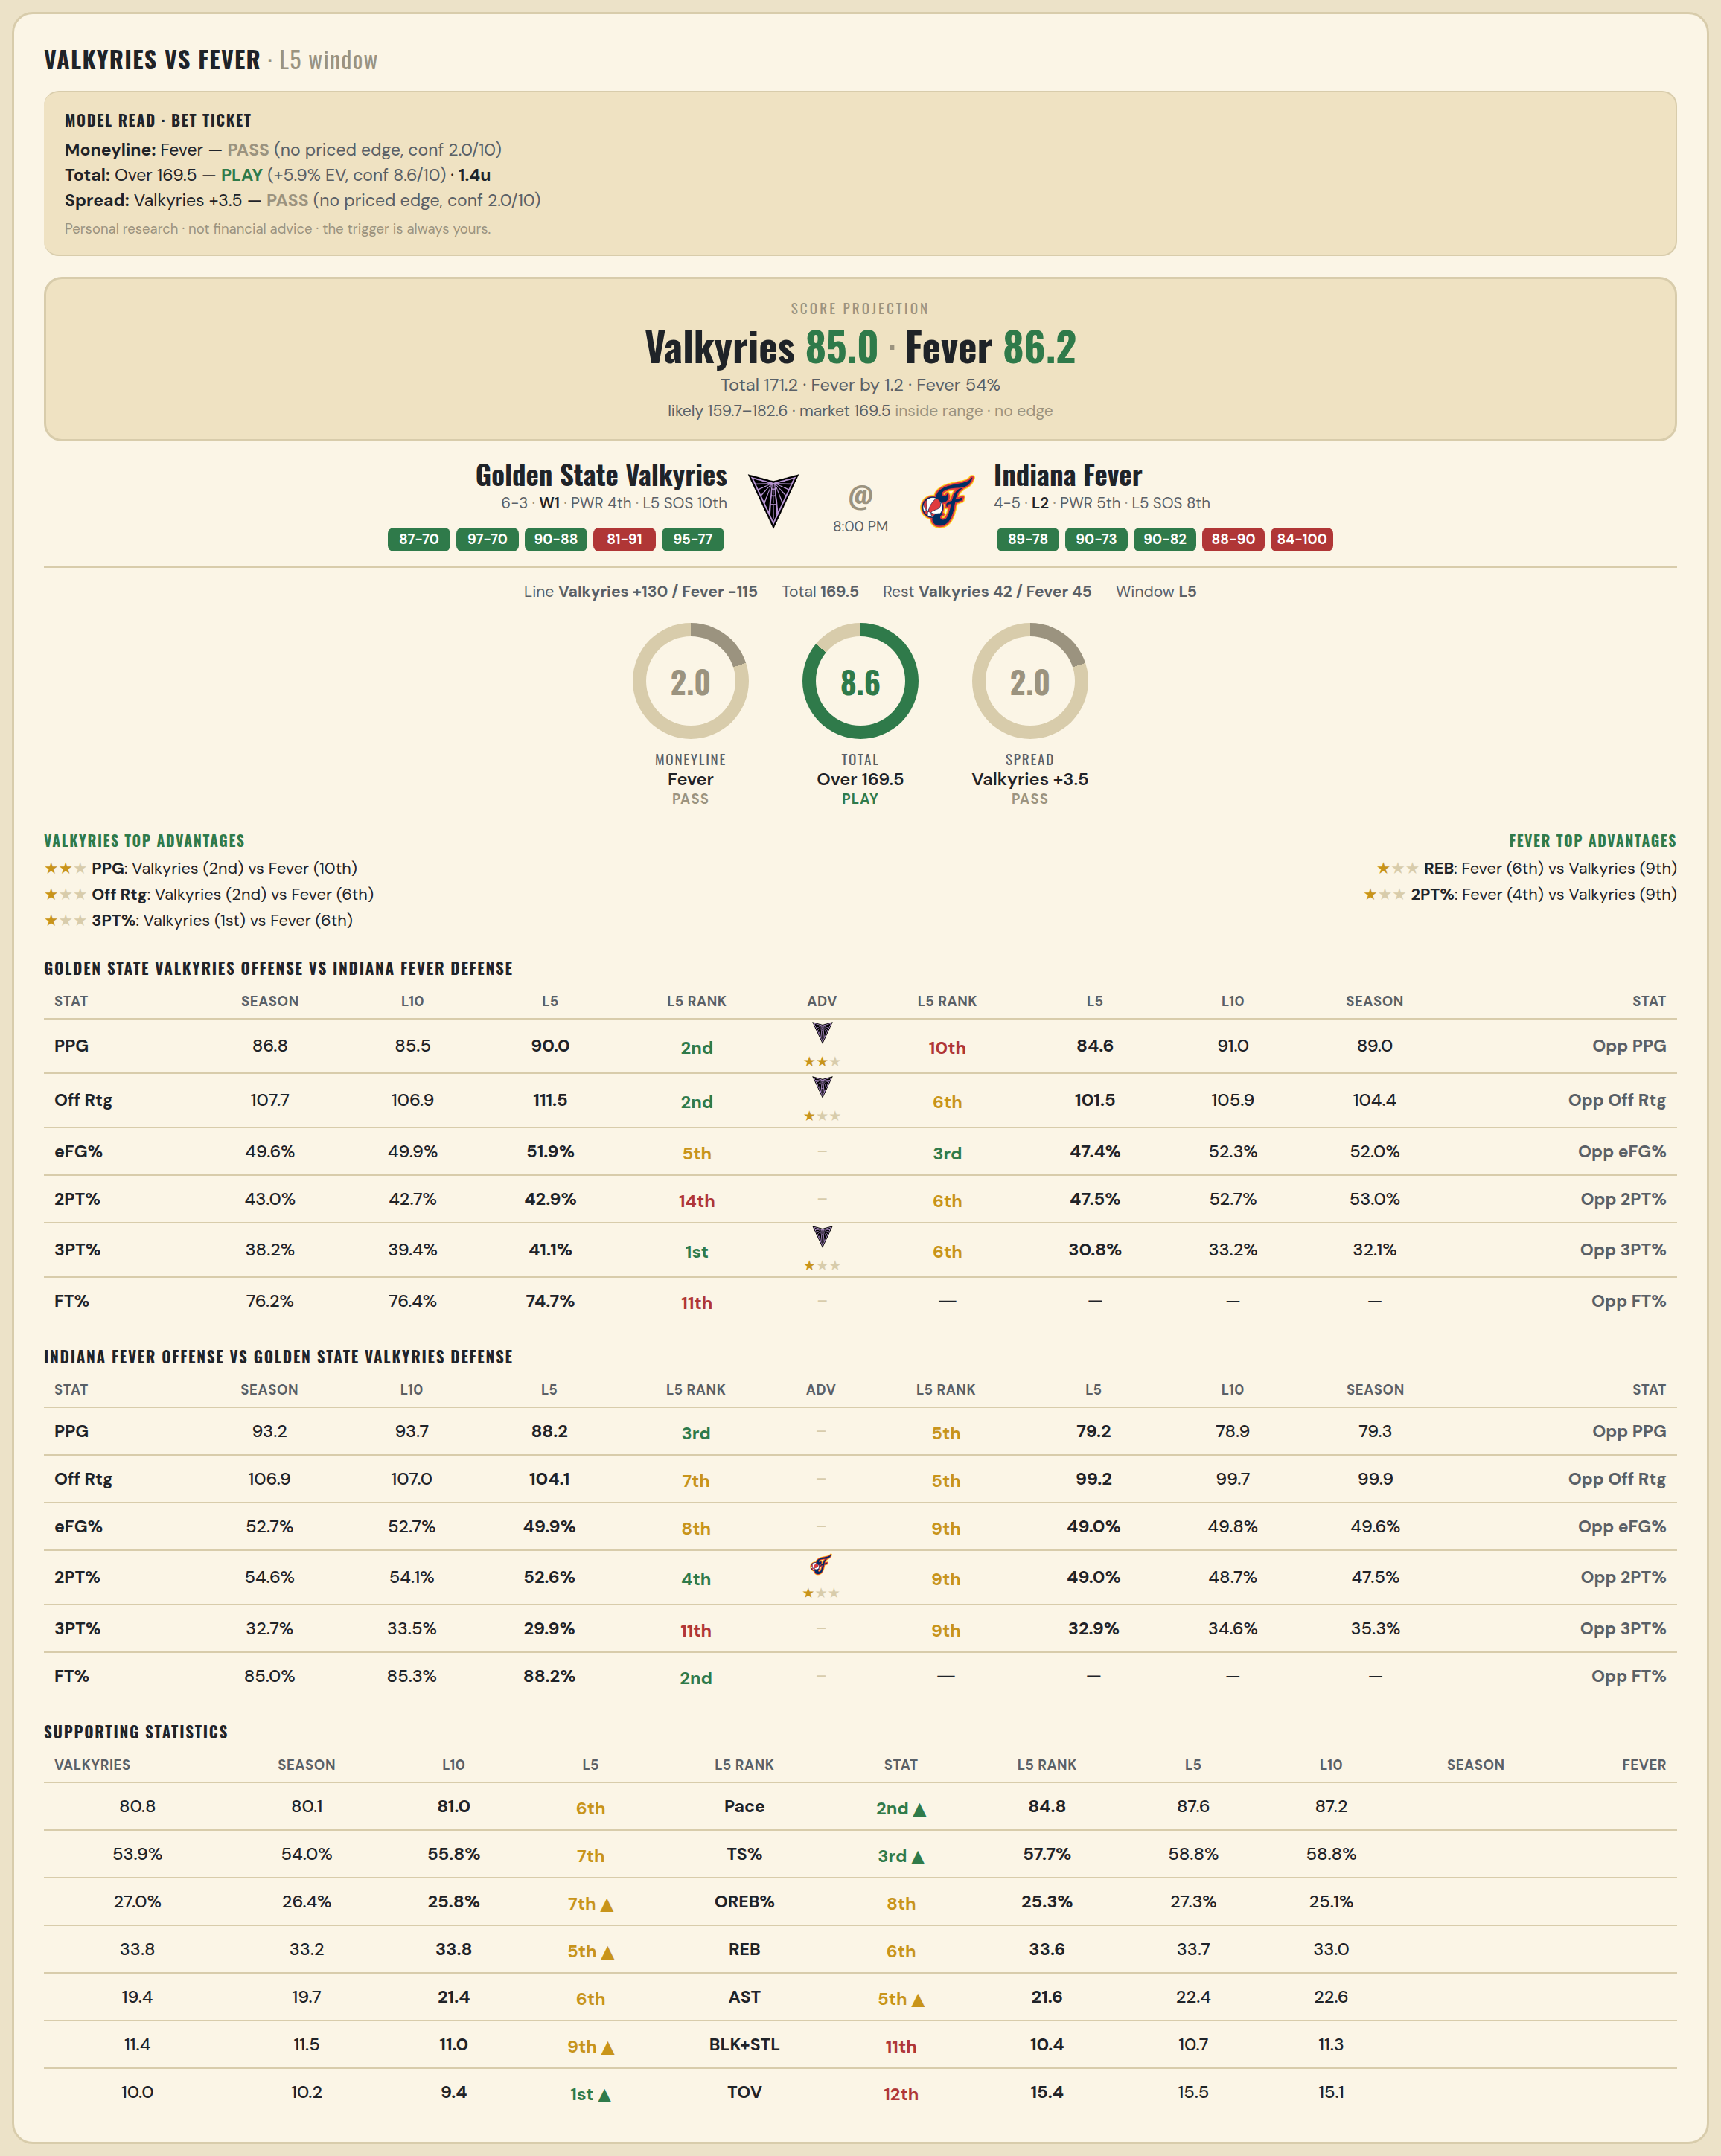 VALKYRIES VS FEVER · L5 window
MODEL READ · BET TICKET
Moneyline: Fever — PASS (no priced edge, conf 2.0/10)
Total: Over 169.5 — PLAY (+5.9% EV, conf 8.6/10) · 1.4u
Spread: Valkyries +3.5 — PASS (no priced edge, conf 2.0/10)
Personal research · not financial advice · the trigger is always yours.
SCORE PROJECTION
Valkyries 85.0 · Fever 86.2
Total 171.2 · Fever by 1.2 · Fever 54%
likely 159.7–182.6 · market 169.5 inside range · no edge
Golden State Valkyries
6-3 · W1 · PWR 4th · L5 SOS 10th
87-70 97-70 90-88 81-91 95-77
@
8:00 PM
Indiana Fever
4-5 · L2 · PWR 5th · L5 SOS 8th
89-78 90-73 90-82 88-90 84-100
Line Valkyries +130 / Fever -115 Total 169.5 Rest Valkyries 42 / Fever 45 Window L5
2.0 8.6 2.0
MONEYLINE TOTAL SPREAD
Fever Over 169.5 Valkyries +3.5
PASS PLAY PASS
VALKYRIES TOP ADVANTAGES
★★★ PPG: Valkyries (2nd) vs Fever (10th)
★★★ Off Rtg: Valkyries (2nd) vs Fever (6th)
★★★ 3PT%: Valkyries (1st) vs Fever (6th)
FEVER TOP ADVANTAGES
★★★ REB: Fever (6th) vs Valkyries (9th)
★★★ 2PT%: Fever (4th) vs Valkyries (9th)
GOLDEN STATE VALKYRIES OFFENSE VS INDIANA FEVER DEFENSE
STAT SEASON L10 L5 L5 RANK ADV L5 RANK L5 L10 SEASON STAT
PPG 86.8 85.5 90.0 2nd ★★★ 10th 84.6 91.0 89.0 Opp PPG
Off Rtg 107.7 106.9 111.5 2nd ★★★ 6th 101.5 105.9 104.4 Opp Off Rtg
eFG% 49.6% 49.9% 51.9% 5th – 3rd 47.4% 52.3% 52.0% Opp eFG%
2PT% 43.0% 42.7% 42.9% 14th – 6th 47.5% 52.7% 53.0% Opp 2PT%
3PT% 38.2% 39.4% 41.1% 1st ★★★ 6th 30.8% 33.2% 32.1% Opp 3PT%
FT% 76.2% 76.4% 74.7% 11th – — — — — Opp FT%
INDIANA FEVER OFFENSE VS GOLDEN STATE VALKYRIES DEFENSE
STAT SEASON L10 L5 L5 RANK ADV L5 RANK L5 L10 SEASON STAT
PPG 93.2 93.7 88.2 3rd – 5th 79.2 78.9 79.3 Opp PPG
Off Rtg 106.9 107.0 104.1 7th – 5th 99.2 99.7 99.9 Opp Off Rtg
eFG% 52.7% 52.7% 49.9% 8th – 9th 49.0% 49.8% 49.6% Opp eFG%
2PT% 54.6% 54.1% 52.6% 4th ★★★ 9th 49.0% 48.7% 47.5% Opp 2PT%
3PT% 32.7% 33.5% 29.9% 11th – 9th 32.9% 34.6% 35.3% Opp 3PT%
FT% 85.0% 85.3% 88.2% 2nd – — — — — Opp FT%
SUPPORTING STATISTICS
VALKYRIES SEASON L10 L5 L5 RANK STAT L5 RANK L5 L10 SEASON FEVER
80.8 80.1 81.0 6th Pace 2nd ▲ 84.8 87.6 87.2
53.9% 54.0% 55.8% 7th TS% 3rd ▲ 57.7% 58.8% 58.8%
27.0% 26.4% 25.8% 7th ▲ OREB% 8th 25.3% 27.3% 25.1%
33.8 33.2 33.8 5th ▲ REB 6th 33.6 33.7 33.0
19.4 19.7 21.4 6th AST 5th ▲ 21.6 22.4 22.6
11.4 11.5 11.0 9th ▲ BLK+STL 11th 10.4 10.7 11.3
10.0 10.2 9.4 1st ▲ TOV 12th 15.4 15.5 15.1